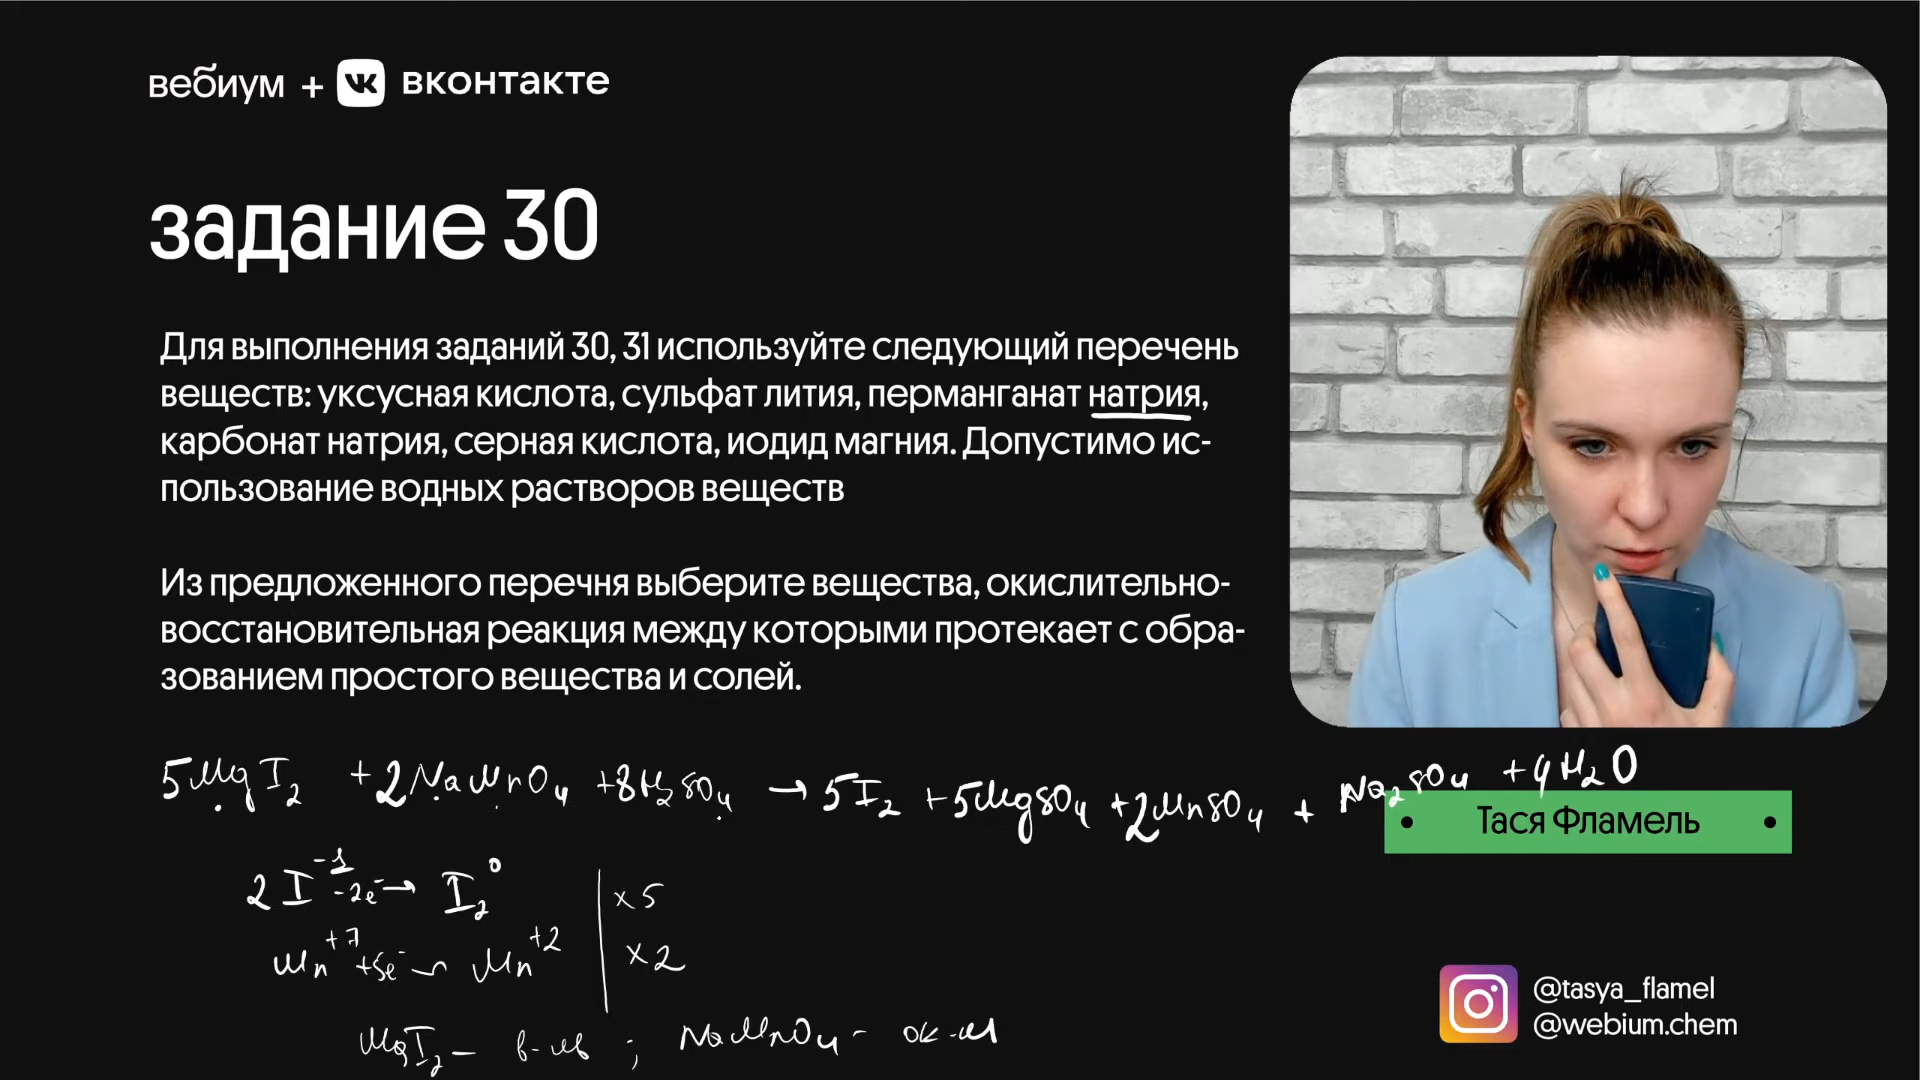 вебиум + вконтакте
задание 30
Для выполнения заданий 30, 31 используйте следующий перечень
веществ: уксусная кислота, сульфат лития, перманганат натрия,
карбонат натрия, серная кислота, иодид магния. Допустимо ис-
пользование водных растворов веществ
Из предложенного перечня выберите вещества, окислительно-
восстановительная реакция между которыми протекает с обра-
зованием простого вещества и солей.
5MgI₂ + 2NaMnO₄ + 8H₂SO₄ → 5I₂ + 5MgSO₄ + 2MnSO₄ + Na₂SO₄ + 4H₂O
Тася Фламель
2I⁻¹ -2e⁻ → I₂⁰ | x5
Mn⁺⁷ +5e⁻ → Mn⁺² | x2
MgI₂ – в-ль ; NaMnO₄ – ок-ль
@tasya_flamel
@webium.chem